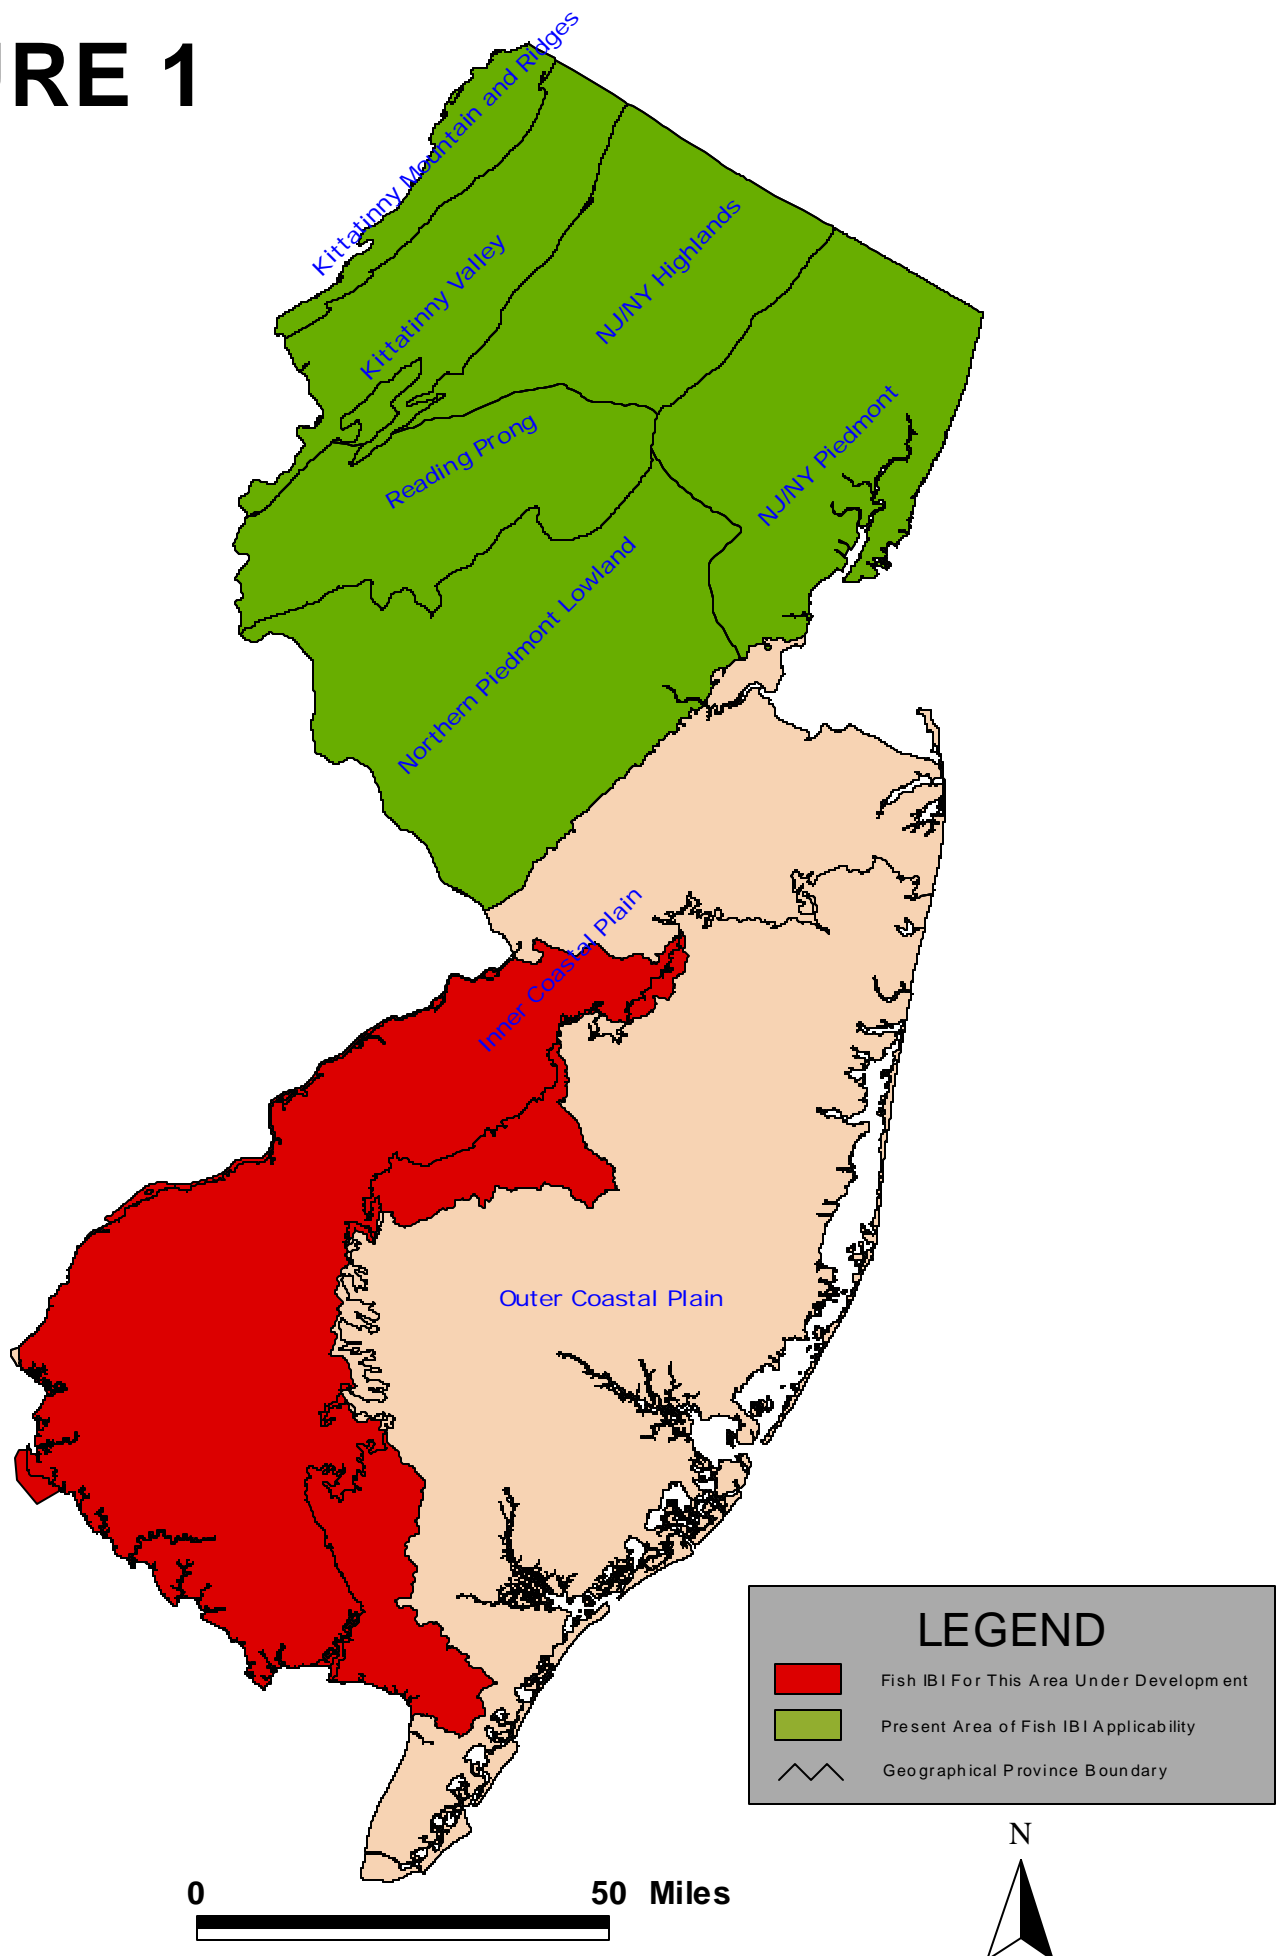 URE 1
Kittatinny Mountain and Ridges
Kittatinny Valley
NJ/NY Highlands
NJ/NY Piedmont
Reading Prong
Northern Piedmont Lowland
Inner Coastal Plain
Outer Coastal Plain
LEGEND
Fish IBI For This Area Under Development
Present Area of Fish IBI Applicability
Geographical Province Boundary
N
0 50 Miles